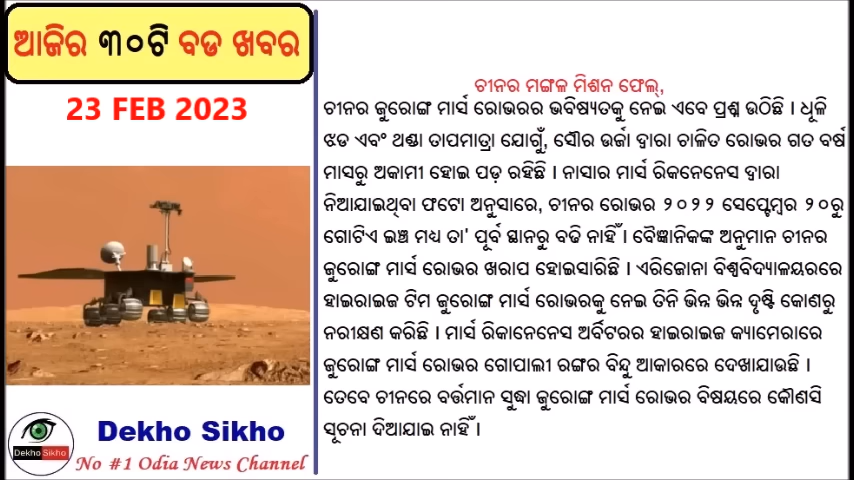 ଆଜିର ୩୦ଟି ବଡ ଖବର
23 FEB 2023
ଚୀନର ମଙ୍ଗଳ ମିଶନ ଫେଲ୍,
ଚୀନର ଜୁରୋଙ୍ଗ ମାର୍ସ ରୋଭରର ଭବିଷ୍ୟତକୁ ନେଇ ଏବେ ପ୍ରଶ୍ନ ଉଠିଛି । ଧୂଳି
ଝଡ ଏବଂ ଥଣ୍ଡା ତାପମାତ୍ରା ଯୋଗୁଁ, ସୌର ଉର୍ଜା ଦ୍ୱାରା ଚାଳିତ ରୋଭର ଗତ ବର୍ଷ
ମାସରୁ ଅକାମୀ ହୋଇ ପଡ଼ ରହିଛି । ନାସାର ମାର୍ସ ରିକନେନେସ ଦ୍ୱାରା
ନିଆଯାଇଥିବା ଫଟୋ ଅନୁସାରେ, ଚୀନର ରୋଭର ୨୦୨୨ ସେପ୍ଟେମ୍ବର ୨୦ରୁ
ଗୋଟିଏ ଇଞ୍ଚ ମଧ୍ୟ ତା' ପୂର୍ବ ସ୍ଥାନରୁ ବଢି ନାହିଁ । ବୈଜ୍ଞାନିକଙ୍କ ଅନୁମାନ ଚୀନର
ଜୁରୋଙ୍ଗ ମାର୍ସ ରୋଭର ଖରାପ ହୋଇସାରିଛି । ଏରିଜୋନା ବିଶ୍ୱବିଦ୍ୟାଳୟରରେ
ହାଇରାଇଜ ଟିମ ଜୁରୋଙ୍ଗ ମାର୍ସ ରୋଭରକୁ ନେଇ ତିନି ଭିନ୍ନ ଭିନ୍ନ ଦୃଷ୍ଟି କୋଣରୁ
ନରୀକ୍ଷଣ କରିଛି । ମାର୍ସ ରିକାନେନେସ ଅର୍ବିଟରର ହାଇରାଇଜ କ୍ୟାମେରାରେ
ଜୁରୋଙ୍ଗ ମାର୍ସ ରୋଭର ଗୋପାଲୀ ରଙ୍ଗର ବିନ୍ଦୁ ଆକାରରେ ଦେଖାଯାଉଛି ।
ତେବେ ଚୀନରେ ବର୍ତ୍ତମାନ ସୁଦ୍ଧା ଜୁରୋଙ୍ଗ ମାର୍ସ ରୋଭର ବିଷୟରେ କୌଣସି
ସୂଚନା ଦିଆଯାଇ ନାହିଁ ।
Dekho Sikho
Dekho Sikho
No #1 Odia News Channel